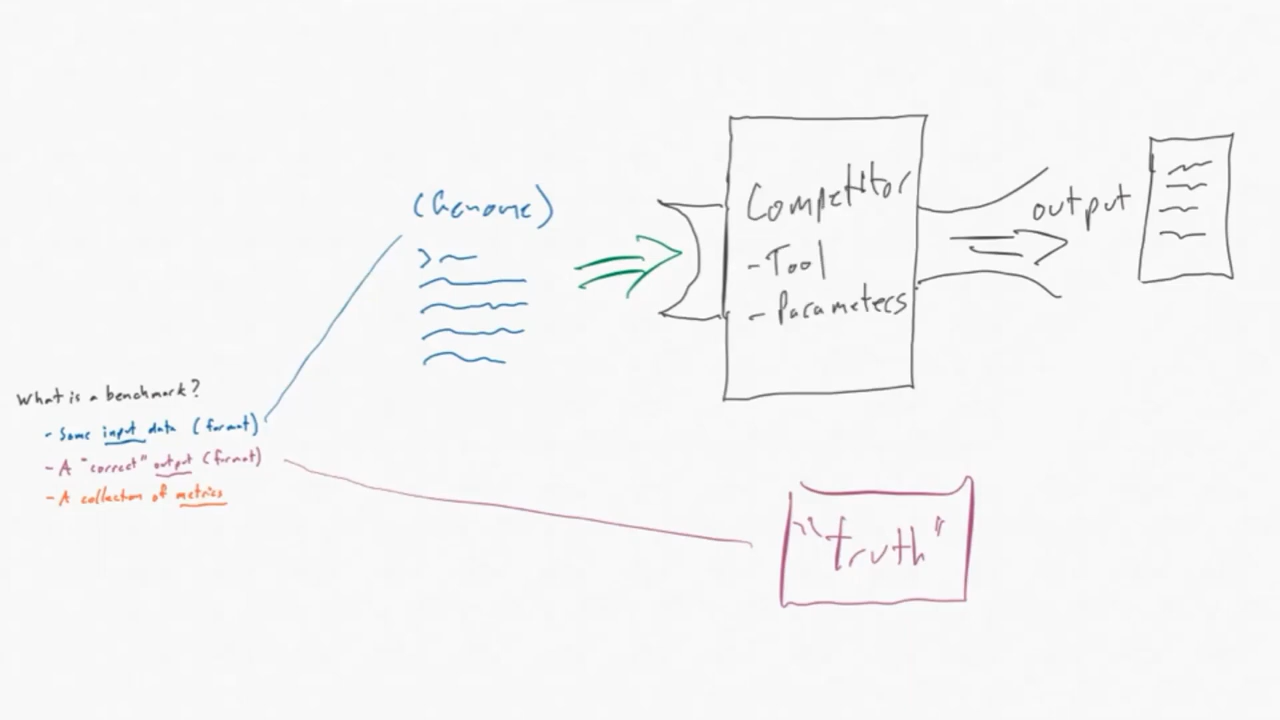 What is a benchmark?
- Some input data (format)
- A "correct" output (format)
- A collection of metrics
(Genome)
>
Competitor
- Tool
- Parameters
output
"truth"